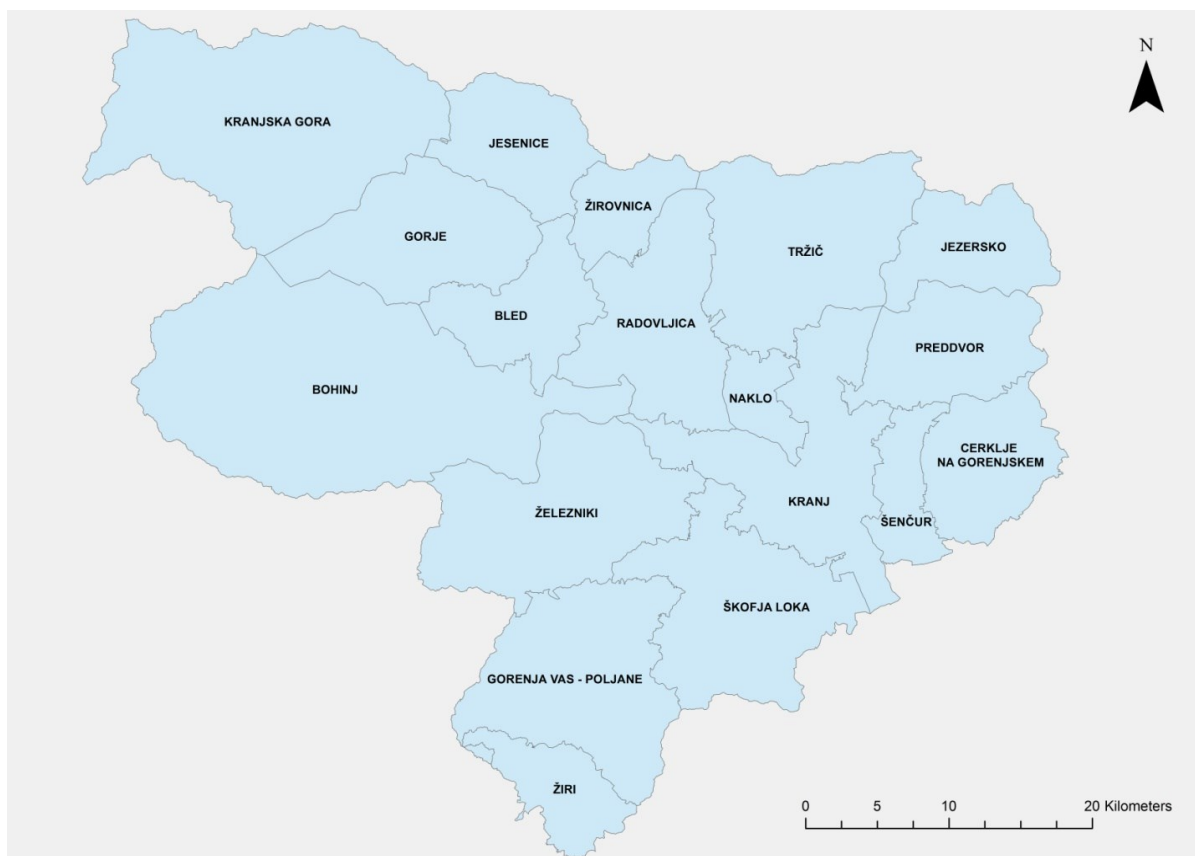 N
KRANJSKA GORA
JESENICE
ŽIROVNICA
GORJE
TRŽIČ
JEZERSKO
BLED
RADOVLJICA
PREDDVOR
BOHINJ
NAKLO
CERKLJE
NA GORENJSKEM
KRANJ
ŽELEZNIKI
ŠENČUR
ŠKOFJA LOKA
GORENJA VAS - POLJANE
ŽIRI
0 5 10 20 Kilometers